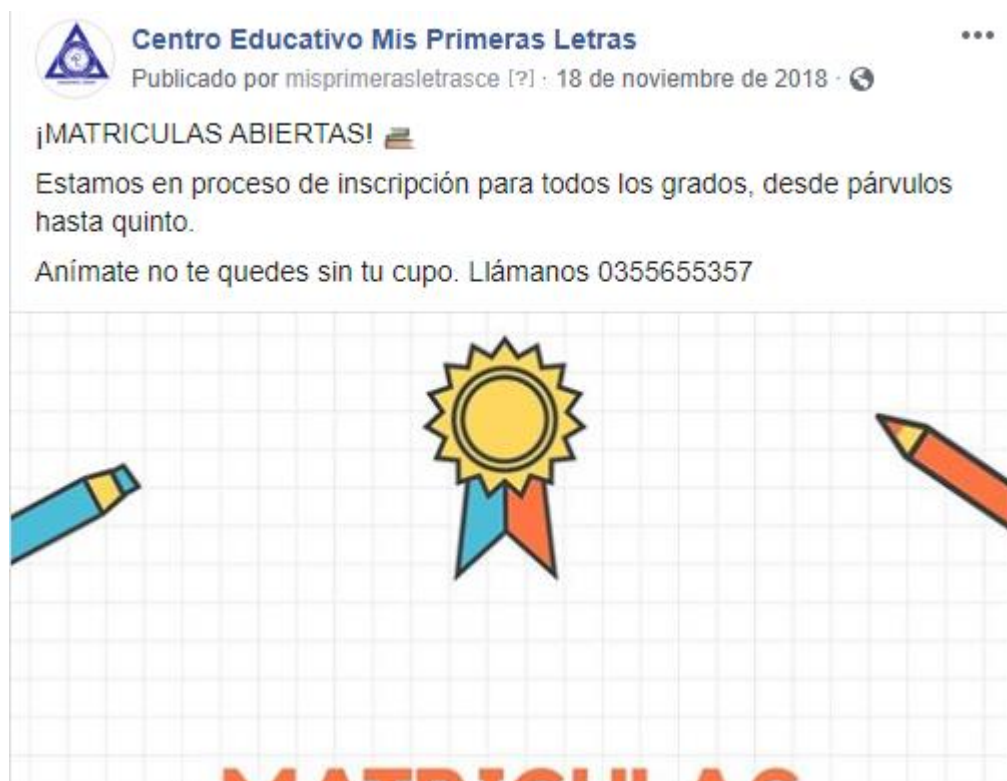 Centro Educativo Mis Primeras Letras
Publicado por misprimerasletrasce [?] · 18 de noviembre de 2018 ·
¡MATRICULAS ABIERTAS!
Estamos en proceso de inscripción para todos los grados, desde párvulos
hasta quinto.
Anímate no te quedes sin tu cupo. Llámanos 0355655357
MATRICULAS